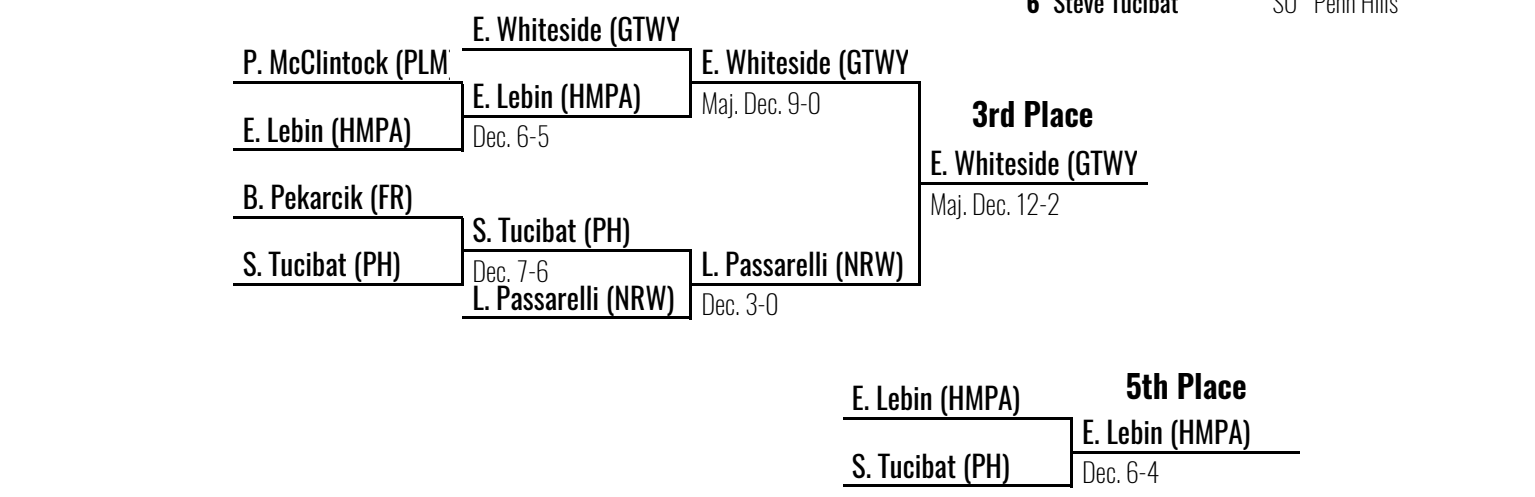 6 Steve Tucibat SO Penn Hills
E. Whiteside (GTWY
P. McClintock (PLM
E. Whiteside (GTWY
E. Lebin (HMPA)
Maj. Dec. 9-0
3rd Place
E. Lebin (HMPA)
Dec. 6-5
E. Whiteside (GTWY
B. Pekarcik (FR)
Maj. Dec. 12-2
S. Tucibat (PH)
S. Tucibat (PH)
Dec. 7-6
L. Passarelli (NRW)
L. Passarelli (NRW)
Dec. 3-0
5th Place
E. Lebin (HMPA)
E. Lebin (HMPA)
S. Tucibat (PH)
Dec. 6-4